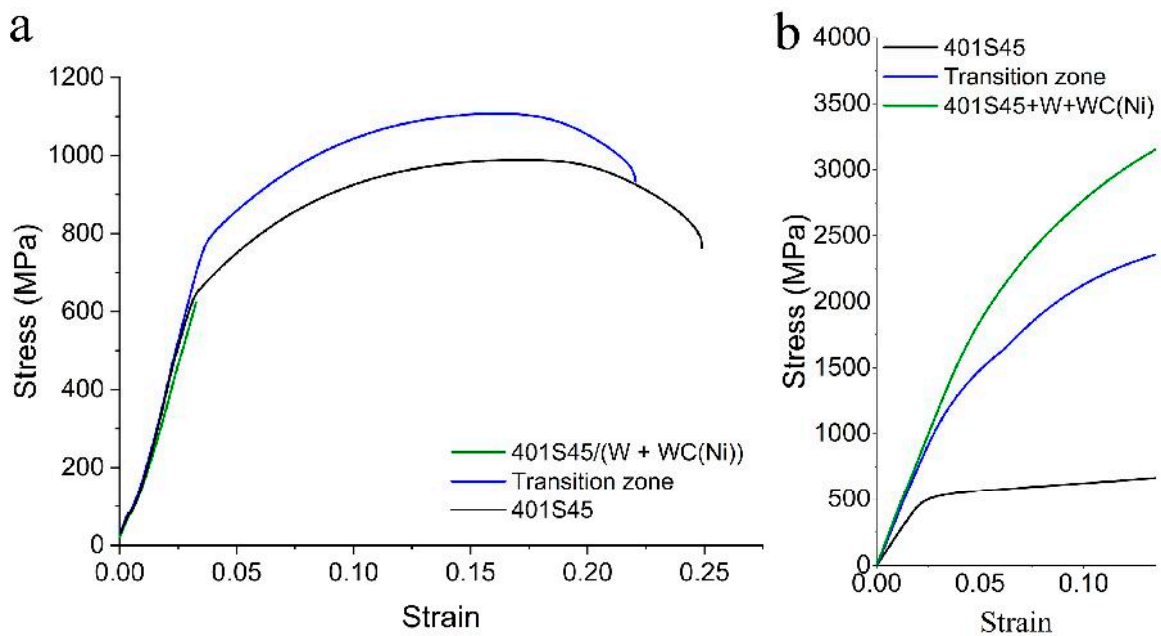 a
1200
1000
800
600
400
200
0
Stress (MPa)
0.00
0.05
0.10
0.15
0.20
0.25
Strain
401S45/(W + WC(Ni))
Transition zone
401S45
b
4000
3500
3000
2500
2000
1500
1000
500
0
Stress (MPa)
0.00
0.05
0.10
Strain
401S45
Transition zone
401S45+W+WC(Ni)